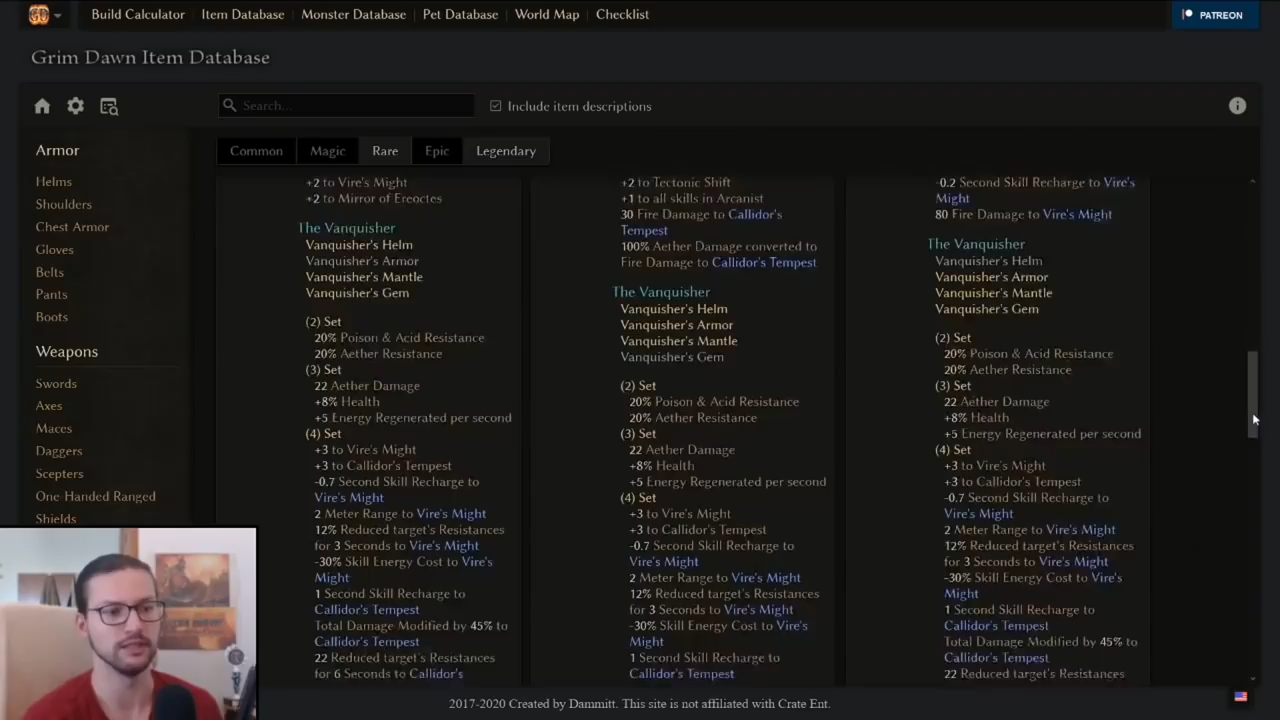 Build Calculator
Item Database
Monster Database
Pet Database
World Map
Checklist
PATREON
Grim Dawn Item Database
Search...
Include item descriptions
Common
Magic
Rare
Epic
Legendary
Armor
Helms
Shoulders
Chest Armor
Gloves
Belts
Pants
Boots
Weapons
Swords
Axes
Maces
Daggers
Scepters
One Handed Ranged
Shields
+2 to Vire's Might
+2 to Mirror of Ereoctes
The Vanquisher
Vanquisher's Helm
Vanquisher's Armor
Vanquisher's Mantle
Vanquisher's Gem
(2) Set
20% Poison & Acid Resistance
20% Aether Resistance
(3) Set
22 Aether Damage
+8% Health
+5 Energy Regenerated per second
(4) Set
+3 to Vire's Might
+3 to Callidor's Tempest
-0.7 Second Skill Recharge to
Vire's Might
2 Meter Range to Vire's Might
12% Reduced target's Resistances
for 3 Seconds to Vire's Might
-30% Skill Energy Cost to Vire's
Might
1 Second Skill Recharge to
Callidor's Tempest
Total Damage Modified by 45% to
Callidor's Tempest
22 Reduced target's Resistances
for 6 Seconds to Callidor's
+2 to Tectonic Shift
+1 to all skills in Arcanist
30 Fire Damage to Callidor's
Tempest
100% Aether Damage converted to
Fire Damage to Callidor's Tempest
The Vanquisher
Vanquisher's Helm
Vanquisher's Armor
Vanquisher's Mantle
Vanquisher's Gem
(2) Set
20% Poison & Acid Resistance
20% Aether Resistance
(3) Set
22 Aether Damage
+8% Health
+5 Energy Regenerated per second
(4) Set
+3 to Vire's Might
+3 to Callidor's Tempest
-0.7 Second Skill Recharge to
Vire's Might
2 Meter Range to Vire's Might
12% Reduced target's Resistances
for 3 Seconds to Vire's Might
-30% Skill Energy Cost to Vire's
Might
1 Second Skill Recharge to
Callidor's Tempest
-0.2 Second Skill Recharge to Vire's
Might
80 Fire Damage to Vire's Might
The Vanquisher
Vanquisher's Helm
Vanquisher's Armor
Vanquisher's Mantle
Vanquisher's Gem
(2) Set
20% Poison & Acid Resistance
20% Aether Resistance
(3) Set
22 Aether Damage
+8% Health
+5 Energy Regenerated per second
(4) Set
+3 to Vire's Might
+3 to Callidor's Tempest
-0.7 Second Skill Recharge to
Vire's Might
2 Meter Range to Vire's Might
12% Reduced target's Resistances
for 3 Seconds to Vire's Might
-30% Skill Energy Cost to Vire's
Might
1 Second Skill Recharge to
Callidor's Tempest
Total Damage Modified by 45% to
Callidor's Tempest
22 Reduced target's Resistances
2017-2020 Created by Dammitt. This site is not affiliated with Crate Ent.